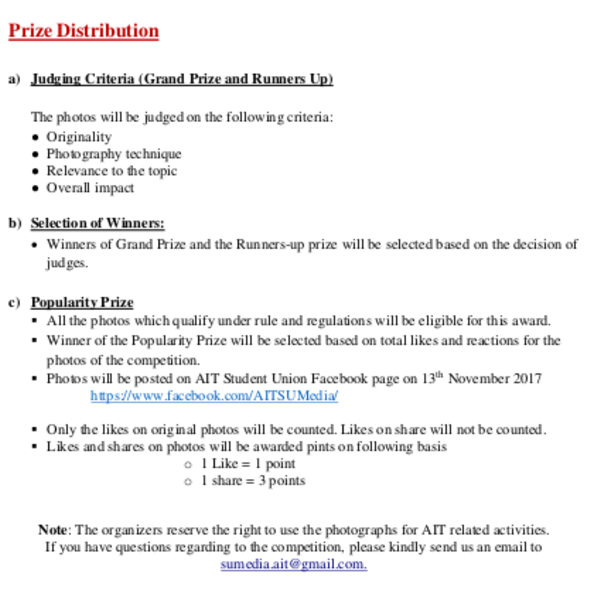 Prize Distribution
a) Judging Criteria (Grand Prize and Runners Up)
The photos will be judged on the following criteria:
● Originality
● Photography technique
● Relevance to the topic
● Overall impact
b) Selection of Winners:
• Winners of Grand Prize and the Runners-up prize will be selected based on the decision of
judges.
c) Popularity Prize
▪ All the photos which qualify under rule and regulations will be eligible for this award.
▪ Winner of the Popularity Prize will be selected based on total likes and reactions for the
photos of the competition.
▪ Photos will be posted on AIT Student Union Facebook page on 13th November 2017
https://www.facebook.com/AITSUMedia/
▪ Only the likes on original photos will be counted. Likes on share will not be counted.
▪ Likes and shares on photos will be awarded pints on following basis
o 1 Like = 1 point
o 1 share = 3 points
Note: The organizers reserve the right to use the photographs for AIT related activities.
If you have questions regarding to the competition, please kindly send us an email to
sumedia.ait@gmail.com.